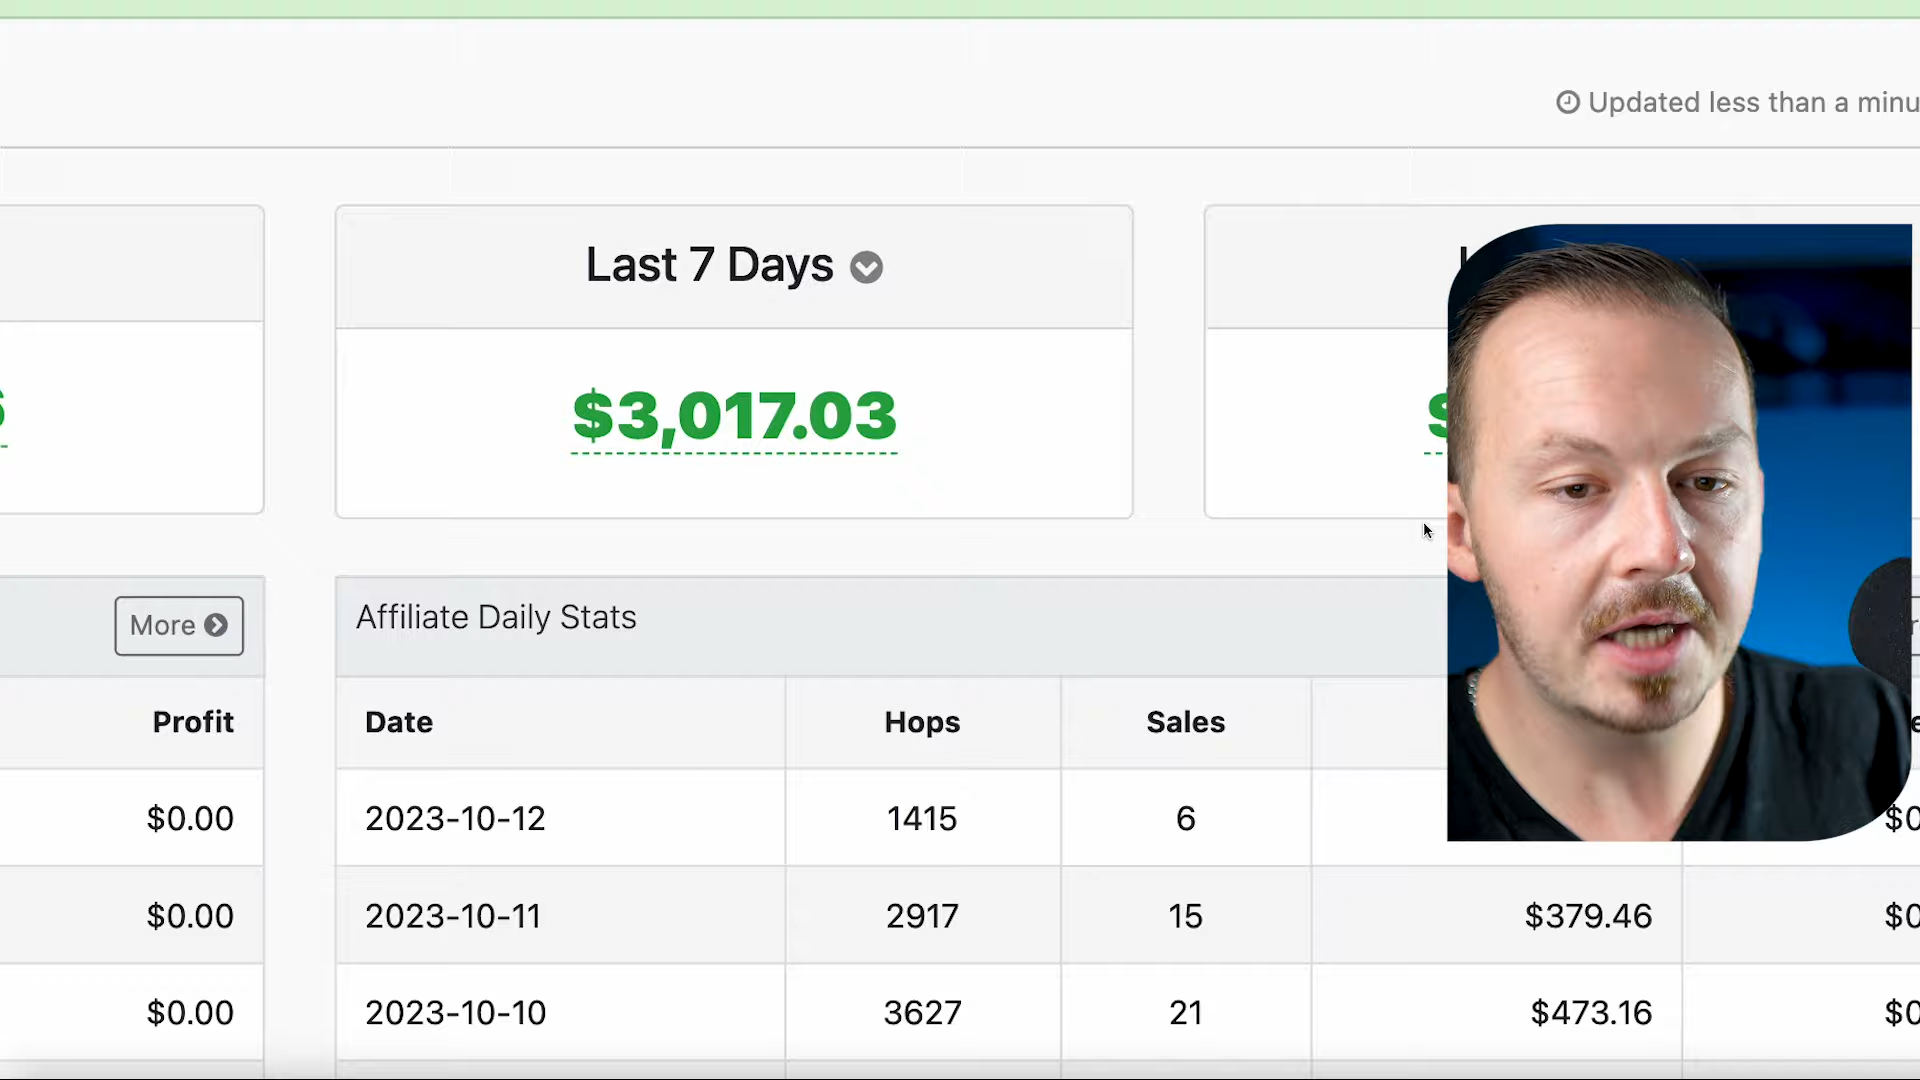 Updated less than a
Last 7 Days
$3,017.03
More
Affiliate Daily Stats
Profit Date Hops Sales
$0.00 2023-10-12 1415 6
$0.00 2023-10-11 2917 15 $379.46
$0.00 2023-10-10 3627 21 $473.16